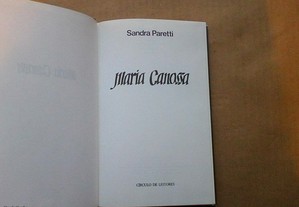 Sandra Paretti
Maria Canossa
CÍRCULO DE LEITORES